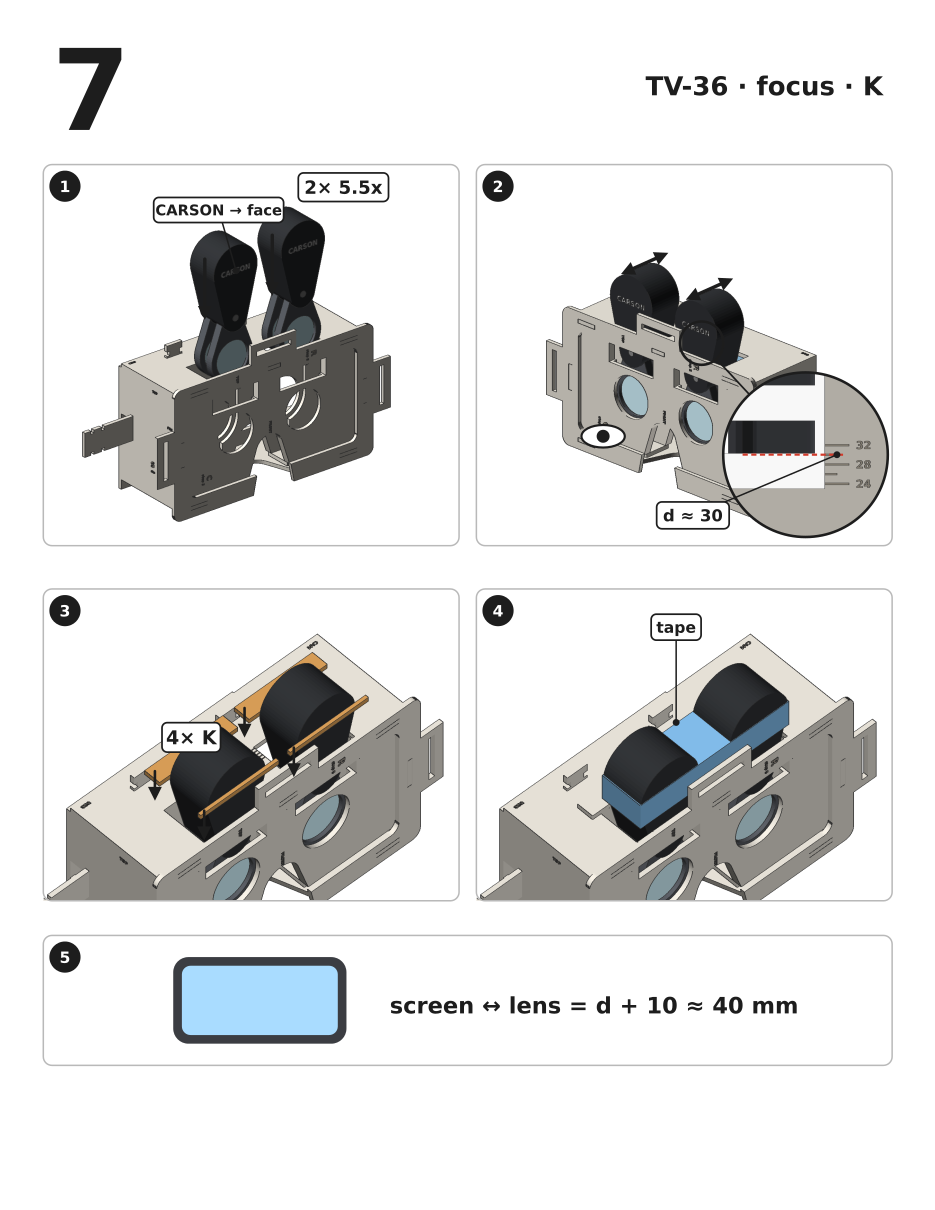 7
TV-36 · focus · K
1
2× 5.5x
CARSON → face
CARSON
CARSON
2
CARSON
CARSON
32
28
24
d ≈ 30
3
4× K
4
tape
5
screen ↔ lens = d + 10 ≈ 40 mm